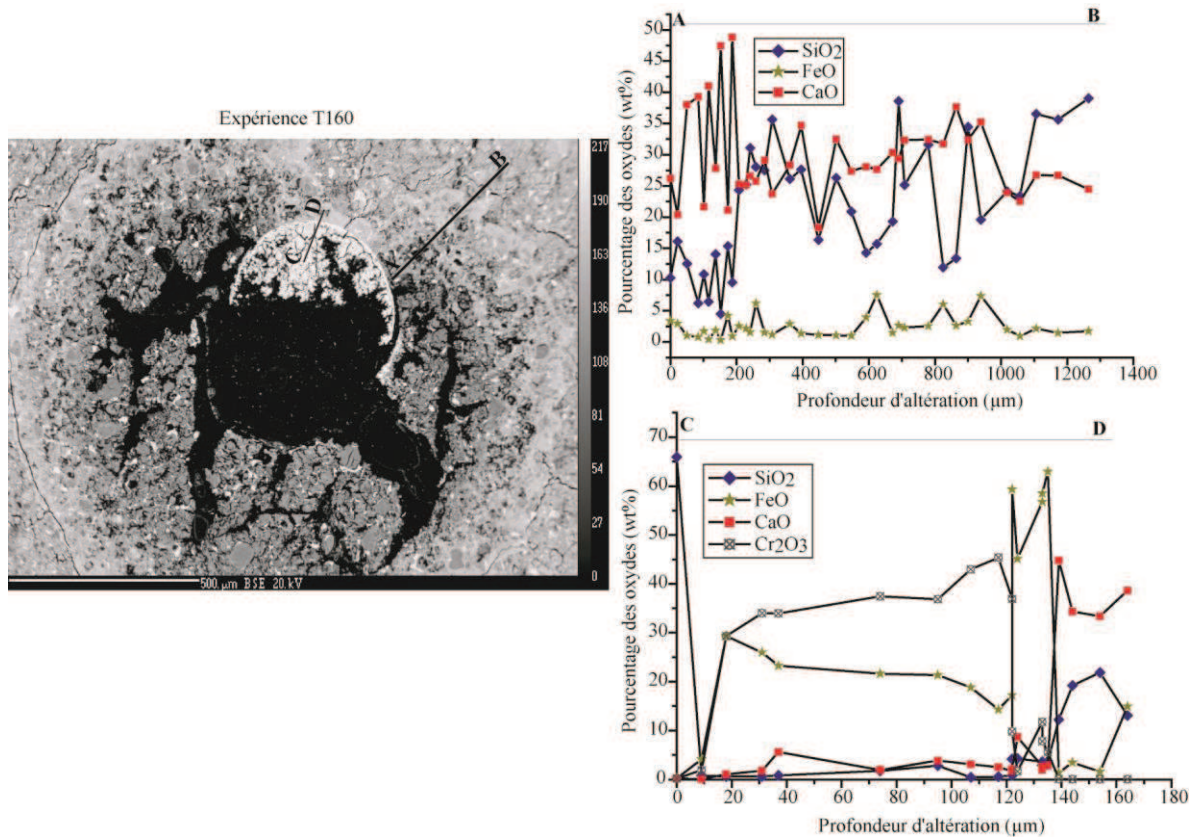 Expérience T160
217
190
163
136
108
81
54
27
0
A
B
C
D
500 µm BSE 20 kV
A
B
SiO2
FeO
CaO
Pourcentage des oxydes (wt%)
50
45
40
35
30
25
20
15
10
5
0
0
200
400
600
800
1000
1200
1400
Profondeur d'altération (µm)
C
D
SiO2
FeO
CaO
Cr2O3
Pourcentage des oxydes (wt%)
70
60
50
40
30
20
10
0
0
20
40
60
80
100
120
140
160
180
Profondeur d'altération (µm)